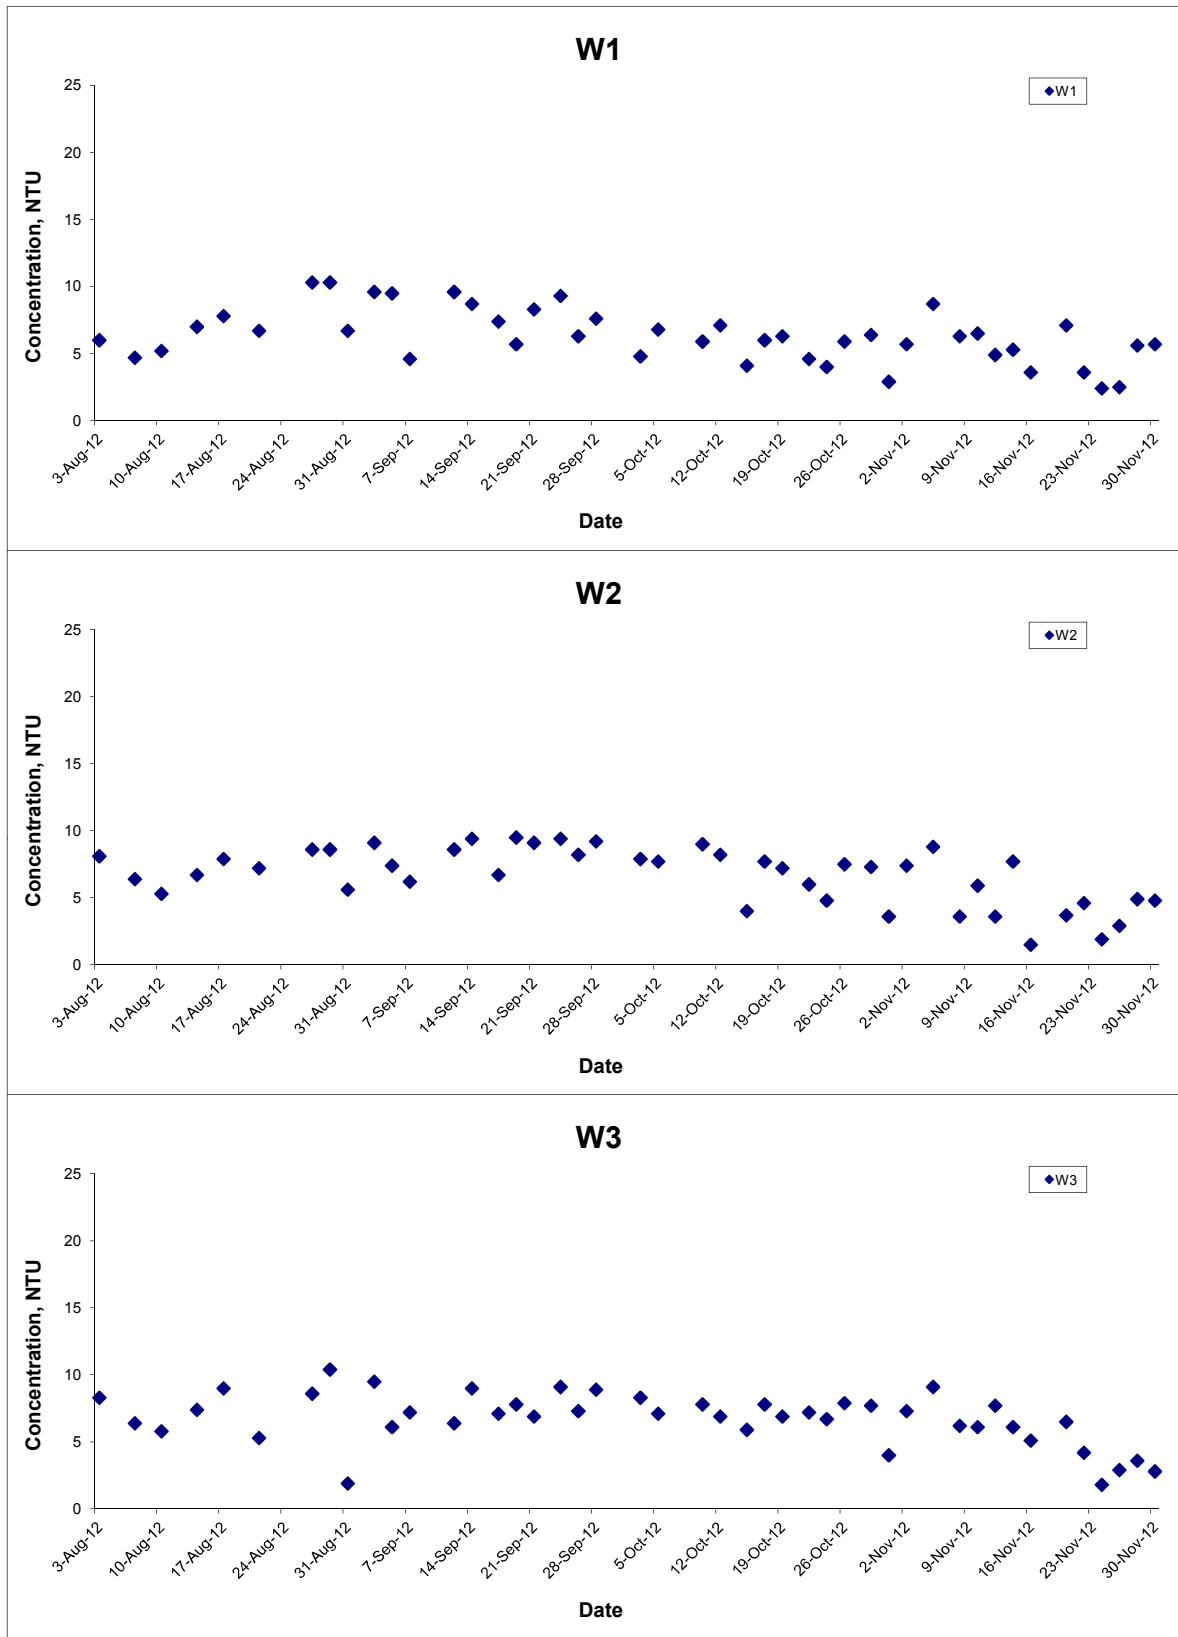 W1
W1
Concentration, NTU
25
20
15
10
5
0
3-Aug-12
10-Aug-12
17-Aug-12
24-Aug-12
31-Aug-12
7-Sep-12
14-Sep-12
21-Sep-12
28-Sep-12
5-Oct-12
12-Oct-12
19-Oct-12
26-Oct-12
2-Nov-12
9-Nov-12
16-Nov-12
23-Nov-12
30-Nov-12
Date
W2
W2
Concentration, NTU
25
20
15
10
5
0
3-Aug-12
10-Aug-12
17-Aug-12
24-Aug-12
31-Aug-12
7-Sep-12
14-Sep-12
21-Sep-12
28-Sep-12
5-Oct-12
12-Oct-12
19-Oct-12
26-Oct-12
2-Nov-12
9-Nov-12
16-Nov-12
23-Nov-12
30-Nov-12
Date
W3
W3
Concentration, NTU
25
20
15
10
5
0
3-Aug-12
10-Aug-12
17-Aug-12
24-Aug-12
31-Aug-12
7-Sep-12
14-Sep-12
21-Sep-12
28-Sep-12
5-Oct-12
12-Oct-12
19-Oct-12
26-Oct-12
2-Nov-12
9-Nov-12
16-Nov-12
23-Nov-12
30-Nov-12
Date